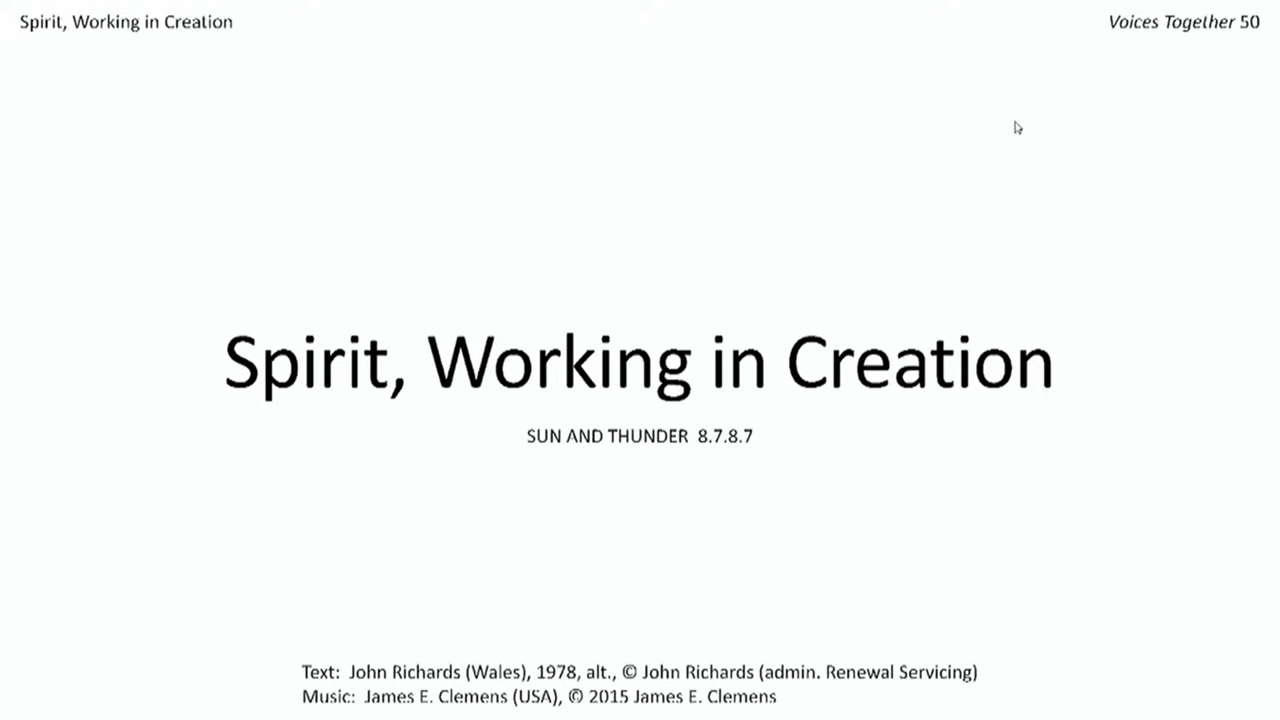 Spirit, Working in Creation
Voices Together 50
Spirit, Working in Creation
SUN AND THUNDER 8.7.8.7
Text: John Richards (Wales), 1978, alt., © John Richards (admin. Renewal Servicing)
Music: James E. Clemens (USA), © 2015 James E. Clemens